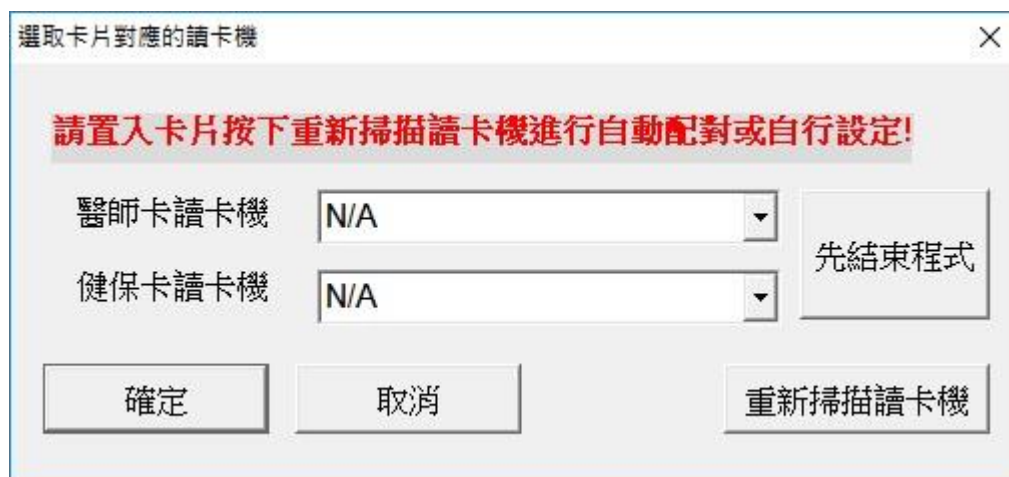 選取卡片對應的讀卡機
請置入卡片按下重新掃描讀卡機進行自動配對或自行設定!
醫師卡讀卡機 N/A
先結束程式
健保卡讀卡機 N/A
確定 取消 重新掃描讀卡機